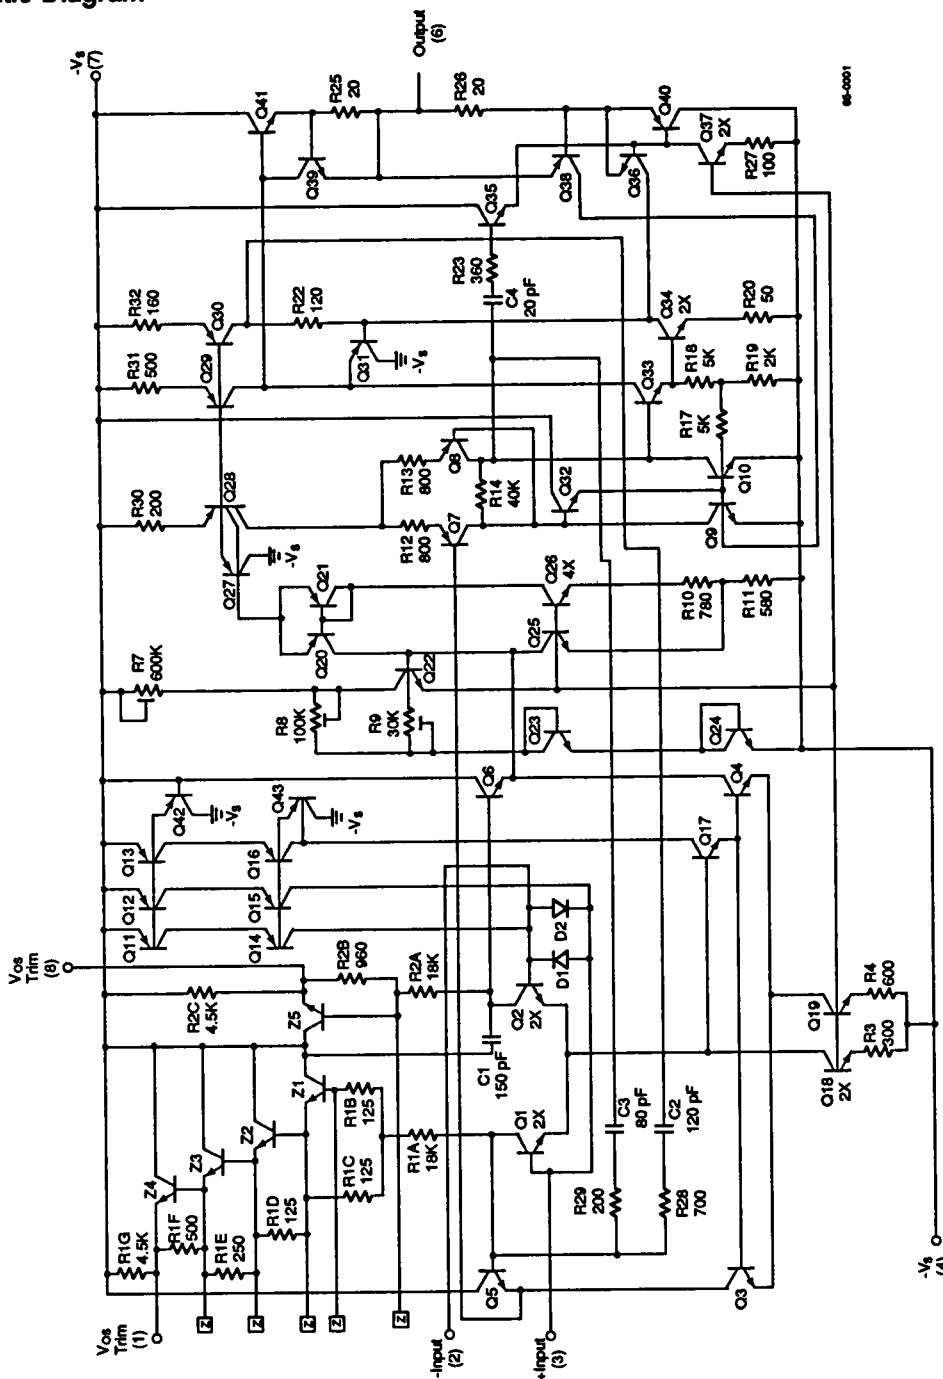 tic Diagram
-Vs
(7)
Output
(6)
65-0001
Q41
R25
20
R26
20
Q40
Q37
2X
R27
100
Q39
Q38
Q36
Q35
R23
360
C4
20 pF
R32
160
Q30
R22
120
Q31
-Vs
Q34
2X
R20
50
R31
500
Q29
Q33
R18
5K
R19
2K
R17
5K
R30
200
Q28
Q27
-Vs
R13
800
Q8
R12
800
Q7
R14
40K
Q32
Q10
Q9
Q21
Q20
Q26
4X
Q25
R10
780
R11
580
R7
600K
R8
100K
R9
30K
Q22
Q23
Q24
Q6
Q4
Q42
-Vs
Q43
-Vs
Q13
Q12
Q11
Q16
Q15
Q14
Q17
D2
D1
Vos
Trim
(8)
R2C
4.5K
R2B
960
R2A
18K
Z5
Q2
2X
C1
150 pF
Q19
R4
600
Q18
2X
R3
300
Z1
R1B
125
R1C
125
R1A
18K
Q1
2X
C3
80 pF
C2
120 pF
R29
200
R28
700
Z2
Z3
Z4
R1D
125
R1E
250
R1F
500
R1G
4.5K
Q5
Q3
Vos
Trim
(1)
Z
Z
Z
Z
Z
-Input
(2)
+Input
(3)
-Vs
(4)